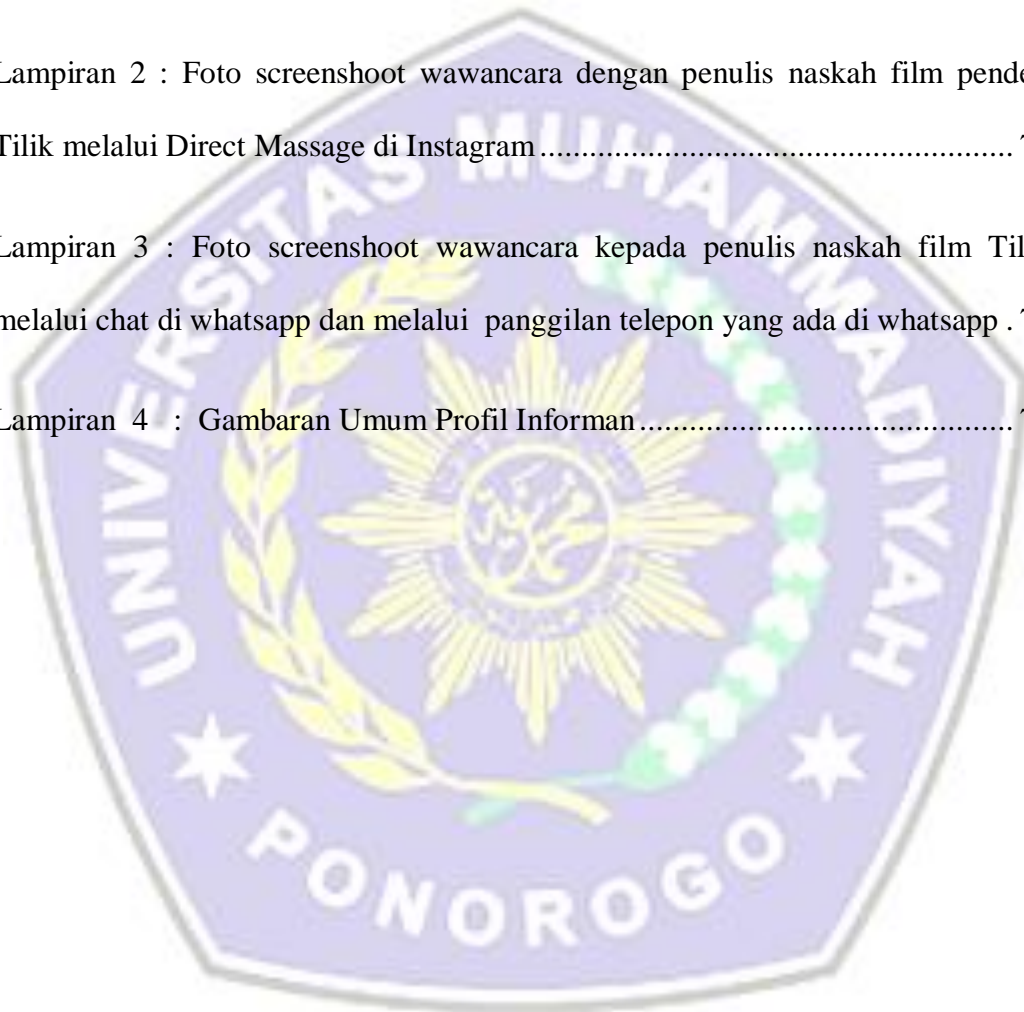 Lampiran 2 : Foto screenshoot wawancara dengan penulis naskah film pende
Tilik melalui Direct Massage di Instagram ....................................................
Lampiran 3 : Foto screenshoot wawancara kepada penulis naskah film Til
melalui chat di whatsapp dan melalui panggilan telepon yang ada di whatsapp .
Lampiran 4 : Gambaran Umum Profil Informan .........................................
UNIVERSITAS MUHAMMADIYAH
PONOROGO